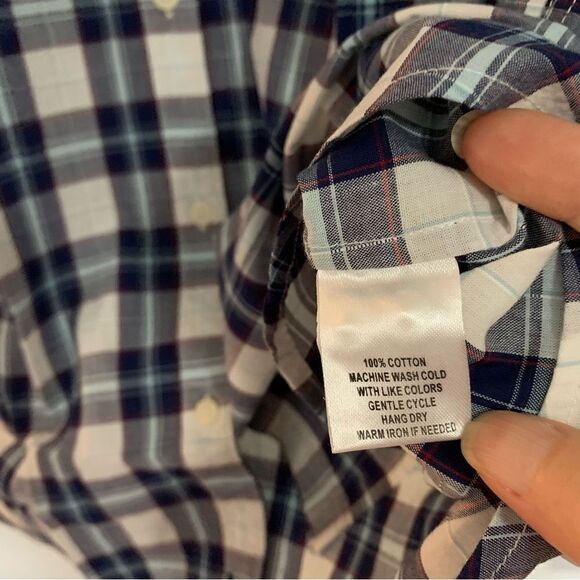 100% COTTON
MACHINE WASH COLD
WITH LIKE COLORS
GENTLE CYCLE
HANG DRY
WARM IRON IF NEEDED